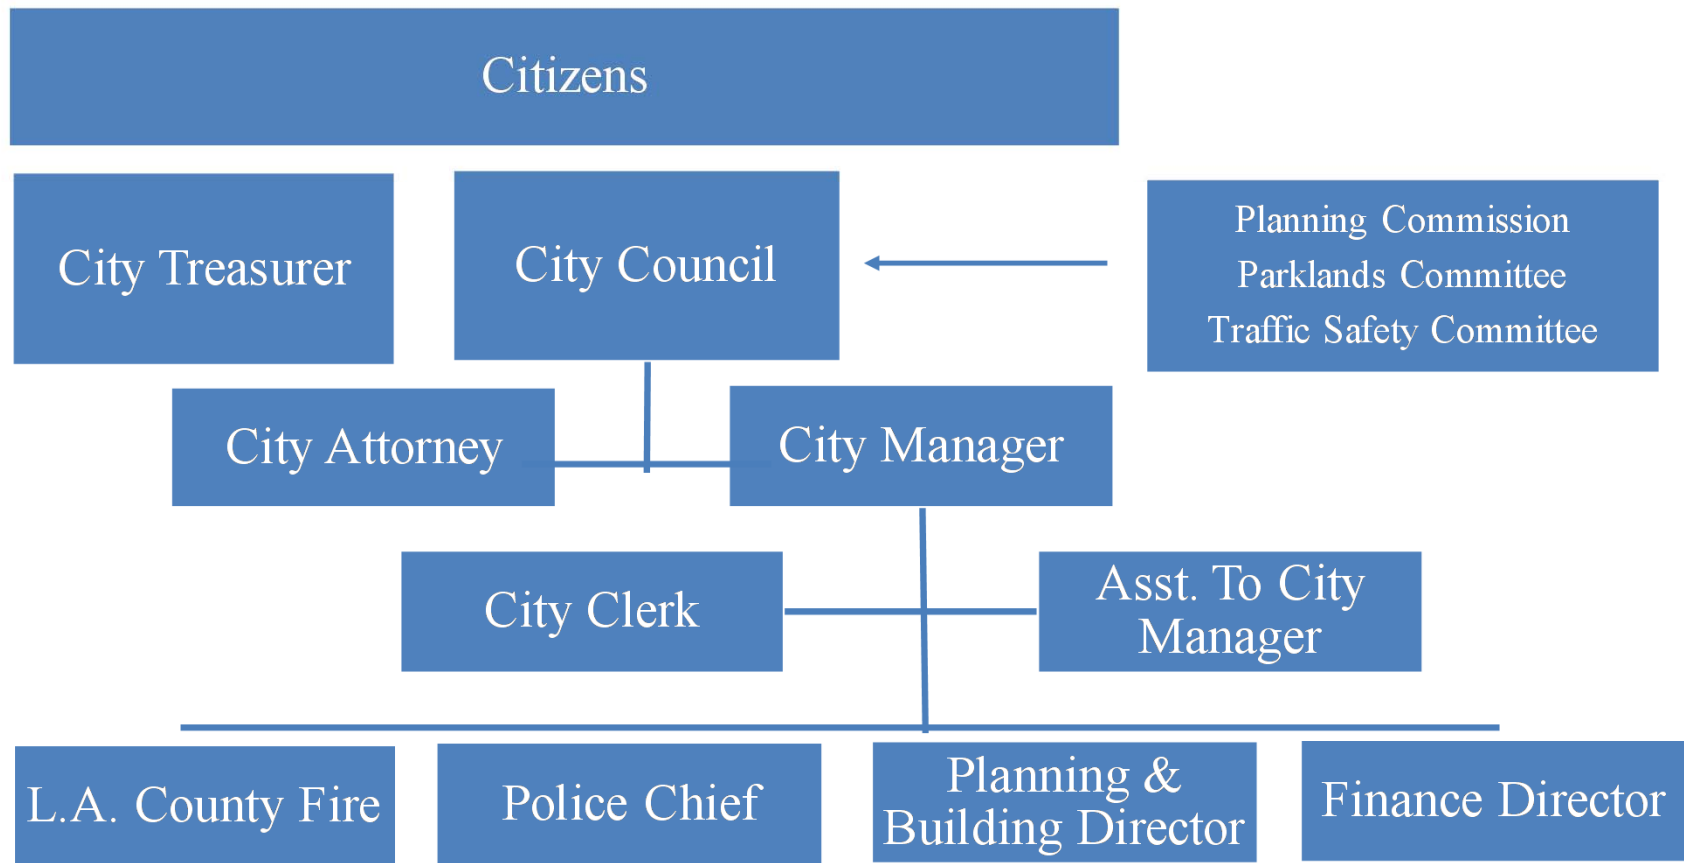 Citizens
City Treasurer
City Council
Planning Commission
Parklands Committee
Traffic Safety Committee
City Attorney
City Manager
City Clerk
Asst. To City
Manager
L.A. County Fire
Police Chief
Planning &
Building Director
Finance Director